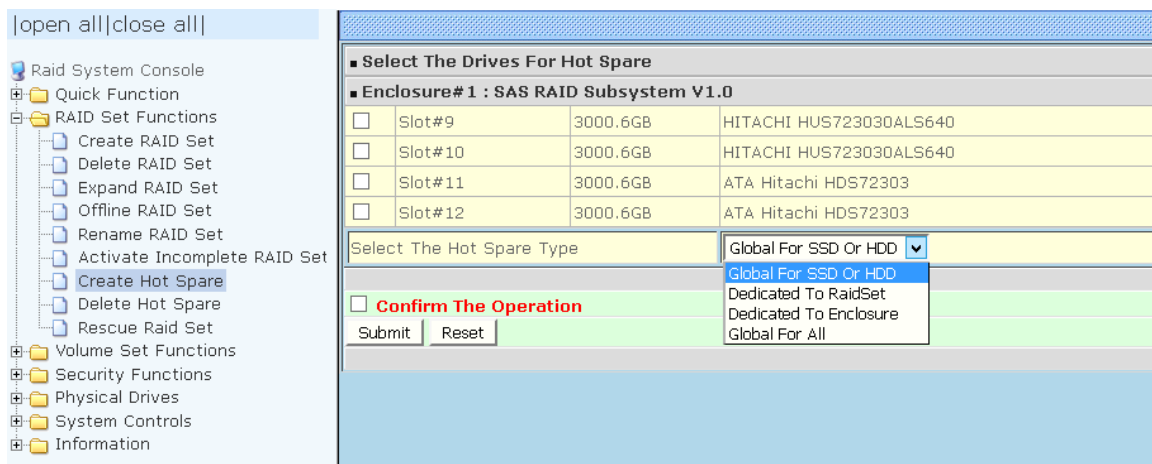 |open all|close all|
Raid System Console
Quick Function
RAID Set Functions
Create RAID Set
Delete RAID Set
Expand RAID Set
Offline RAID Set
Rename RAID Set
Activate Incomplete RAID Set
Create Hot Spare
Delete Hot Spare
Rescue Raid Set
Volume Set Functions
Security Functions
Physical Drives
System Controls
Information
Select The Drives For Hot Spare
Enclosure#1 : SAS RAID Subsystem V1.0
Slot#9 3000.6GB HITACHI HUS723030ALS640
Slot#10 3000.6GB HITACHI HUS723030ALS640
Slot#11 3000.6GB ATA Hitachi HDS72303
Slot#12 3000.6GB ATA Hitachi HDS72303
Select The Hot Spare Type Global For SSD Or HDD
Global For SSD Or HDD
Dedicated To RaidSet
Dedicated To Enclosure
Global For All
Confirm The Operation
Submit Reset